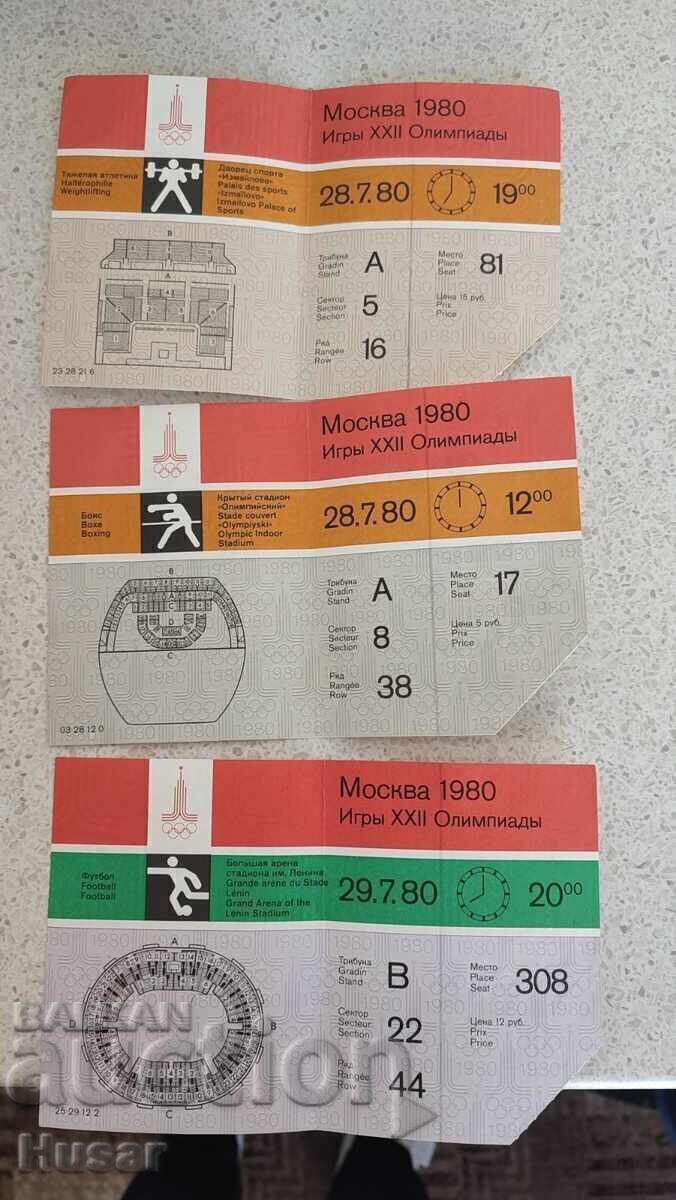 Москва 1980
Игры XXII Олимпиады
Тяжелая атлетика
Haltérophilie
Weightlifting
Дворец спорта
«Измайлово»
Palais des sports
«Izmaïlovo»
Izmailovo Palace of
Sports
28.7.80
19⁰⁰
B
A
Трибуна
Gradin
Stand
A
Место
Place
Seat
81
Сектор
Secteur
Section
5
Цена 15 руб.
Prix
Price
Ряд
Rangée
Row
16
23 28 21 6
Москва 1980
Игры XXII Олимпиады
Бокс
Boxe
Boxing
Крытый стадион
«Олимпийский»
Stade couvert
«Olympiyski»
Olympic Indoor
Stadium
28.7.80
12⁰⁰
B
A
C
D
C
Трибуна
Gradin
Stand
A
Место
Place
Seat
17
Сектор
Secteur
Section
8
Цена 5 руб.
Prix
Price
Ряд
Rangée
Row
38
03 28 12 0
Москва 1980
Игры XXII Олимпиады
Футбол
Football
Football
Большая арена
стадиона им. Ленина
Grande arène du Stade
Lénin
Grand Arena of the
Lenin Stadium
29.7.80
20⁰⁰
A
D
B
C
Трибуна
Gradin
Stand
B
Место
Place
Seat
308
Сектор
Secteur
Section
22
Цена 12 руб.
Prix
Price
Ряд
Rangée
Row
44
25 29 12 2
BALKAN
auction
Husar